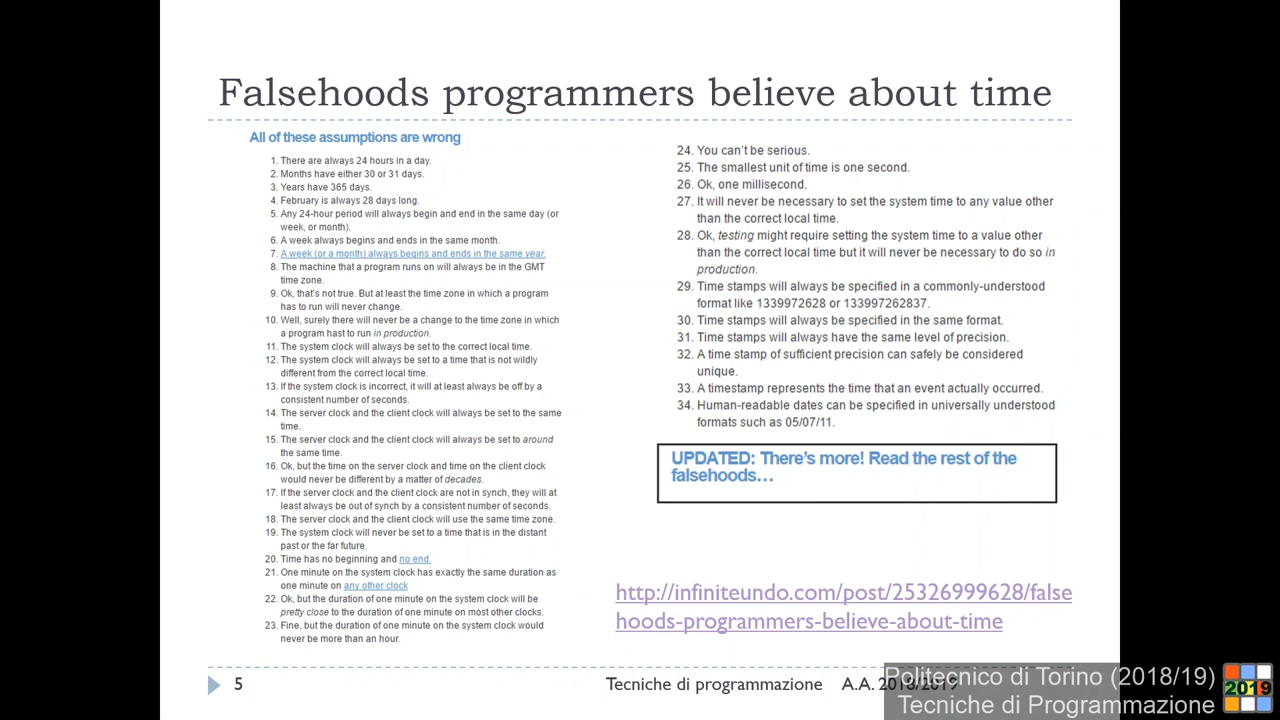 Falsehoods programmers believe about time
All of these assumptions are wrong
1. There are always 24 hours in a day.
2. Months have either 30 or 31 days.
3. Years have 365 days.
4. February is always 28 days long.
5. Any 24-hour period will always begin and end in the same day (or
week, or month).
6. A week always begins and ends in the same month.
7. A week (or a month) always begins and ends in the same year.
8. The machine that a program runs on will always be in the GMT
time zone.
9. Ok, that's not true. But at least the time zone in which a program
has to run will never change.
10. Well, surely there will never be a change to the time zone in which
a program hast to run in production.
11. The system clock will always be set to the correct local time.
12. The system clock will always be set to a time that is not wildly
different from the correct local time.
13. If the system clock is incorrect, it will at least always be off by a
consistent number of seconds.
14. The server clock and the client clock will always be set to the same
time.
15. The server clock and the client clock will always be set to around
the same time.
16. Ok, but the time on the server clock and time on the client clock
would never be different by a matter of decades.
17. If the server clock and the client clock are not in synch, they will at
least always be out of synch by a consistent number of seconds.
18. The server clock and the client clock will use the same time zone.
19. The system clock will never be set to a time that is in the distant
past or the far future.
20. Time has no beginning and no end.
21. One minute on the system clock has exactly the same duration as
one minute on any other clock
22. Ok, but the duration of one minute on the system clock will be
pretty close to the duration of one minute on most other clocks.
23. Fine, but the duration of one minute on the system clock would
never be more than an hour.
24. You can't be serious.
25. The smallest unit of time is one second.
26. Ok, one millisecond.
27. It will never be necessary to set the system time to any value other
than the correct local time.
28. Ok, testing might require setting the system time to a value other
than the correct local time but it will never be necessary to do so in
production.
29. Time stamps will always be specified in a commonly-understood
format like 1339972628 or 133997262837.
30. Time stamps will always be specified in the same format.
31. Time stamps will always have the same level of precision.
32. A time stamp of sufficient precision can safely be considered
unique.
33. A timestamp represents the time that an event actually occurred.
34. Human-readable dates can be specified in universally understood
formats such as 05/07/11.
UPDATED: There's more! Read the rest of the
falsehoods…
http://infiniteundo.com/post/25326999628/false
hoods-programmers-believe-about-time
5
Tecniche di programmazione A.A. 2018/2019
Politecnico di Torino (2018/19)
Tecniche di Programmazione
2019